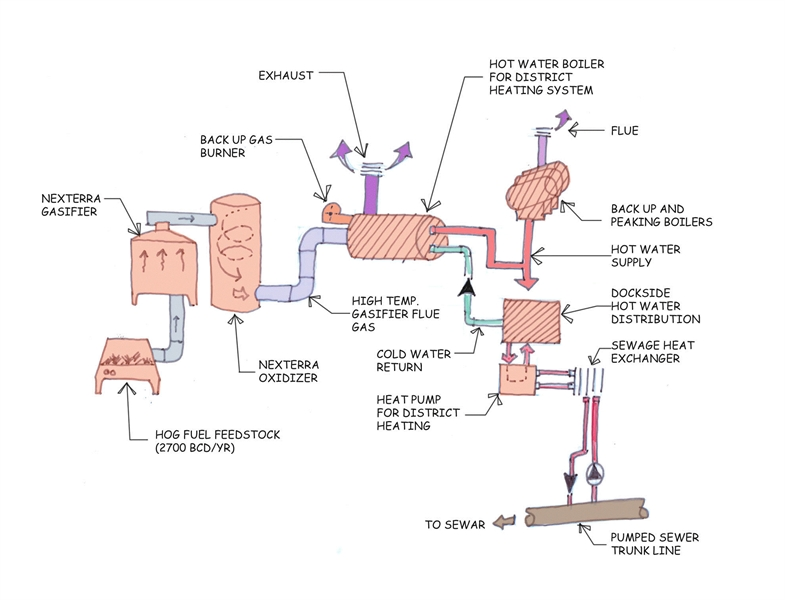 EXHAUST
HOT WATER BOILER
FOR DISTRICT
HEATING SYSTEM
FLUE
BACK UP GAS
BURNER
NEXTERRA
GASIFIER
BACK UP AND
PEAKING BOILERS
HOT WATER
SUPPLY
HIGH TEMP.
GASIFIER FLUE
GAS
DOCKSIDE
HOT WATER
DISTRIBUTION
COLD WATER
RETURN
SEWAGE HEAT
EXCHANGER
NEXTERRA
OXIDIZER
HEAT PUMP
FOR DISTRICT
HEATING
HOG FUEL FEEDSTOCK
(2700 BCD/YR)
TO SEWAR
PUMPED SEWER
TRUNK LINE